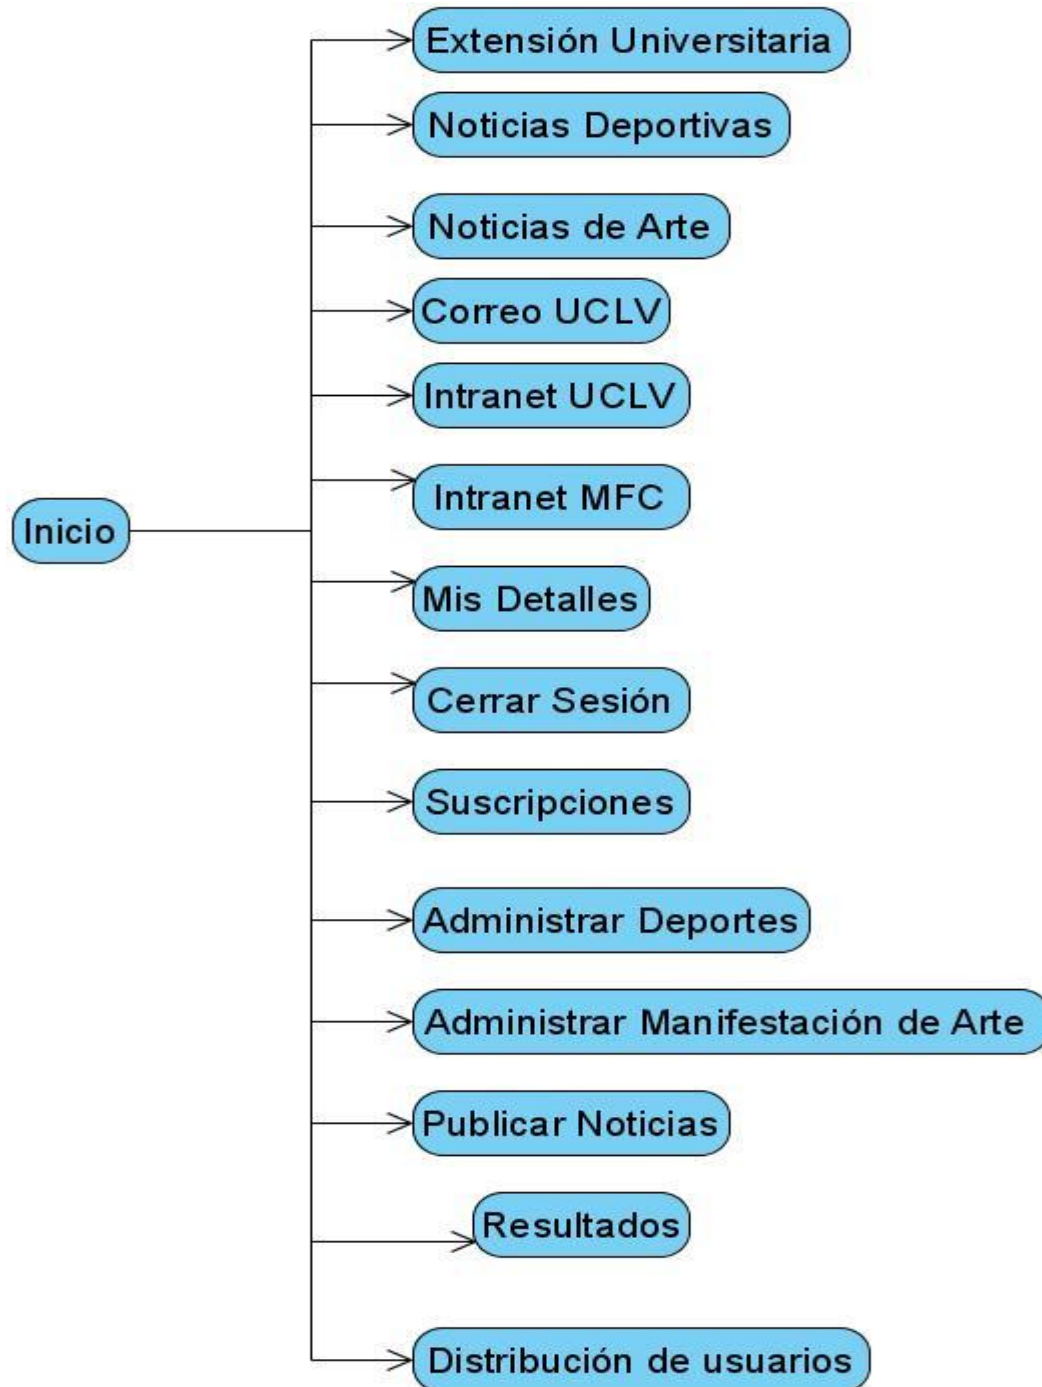 Extensión Universitaria
Noticias Deportivas
Noticias de Arte
Correo UCLV
Intranet UCLV
Intranet MFC
Inicio
Mis Detalles
Cerrar Sesión
Suscripciones
Administrar Deportes
Administrar Manifestación de Arte
Publicar Noticias
Resultados
Distribución de usuarios